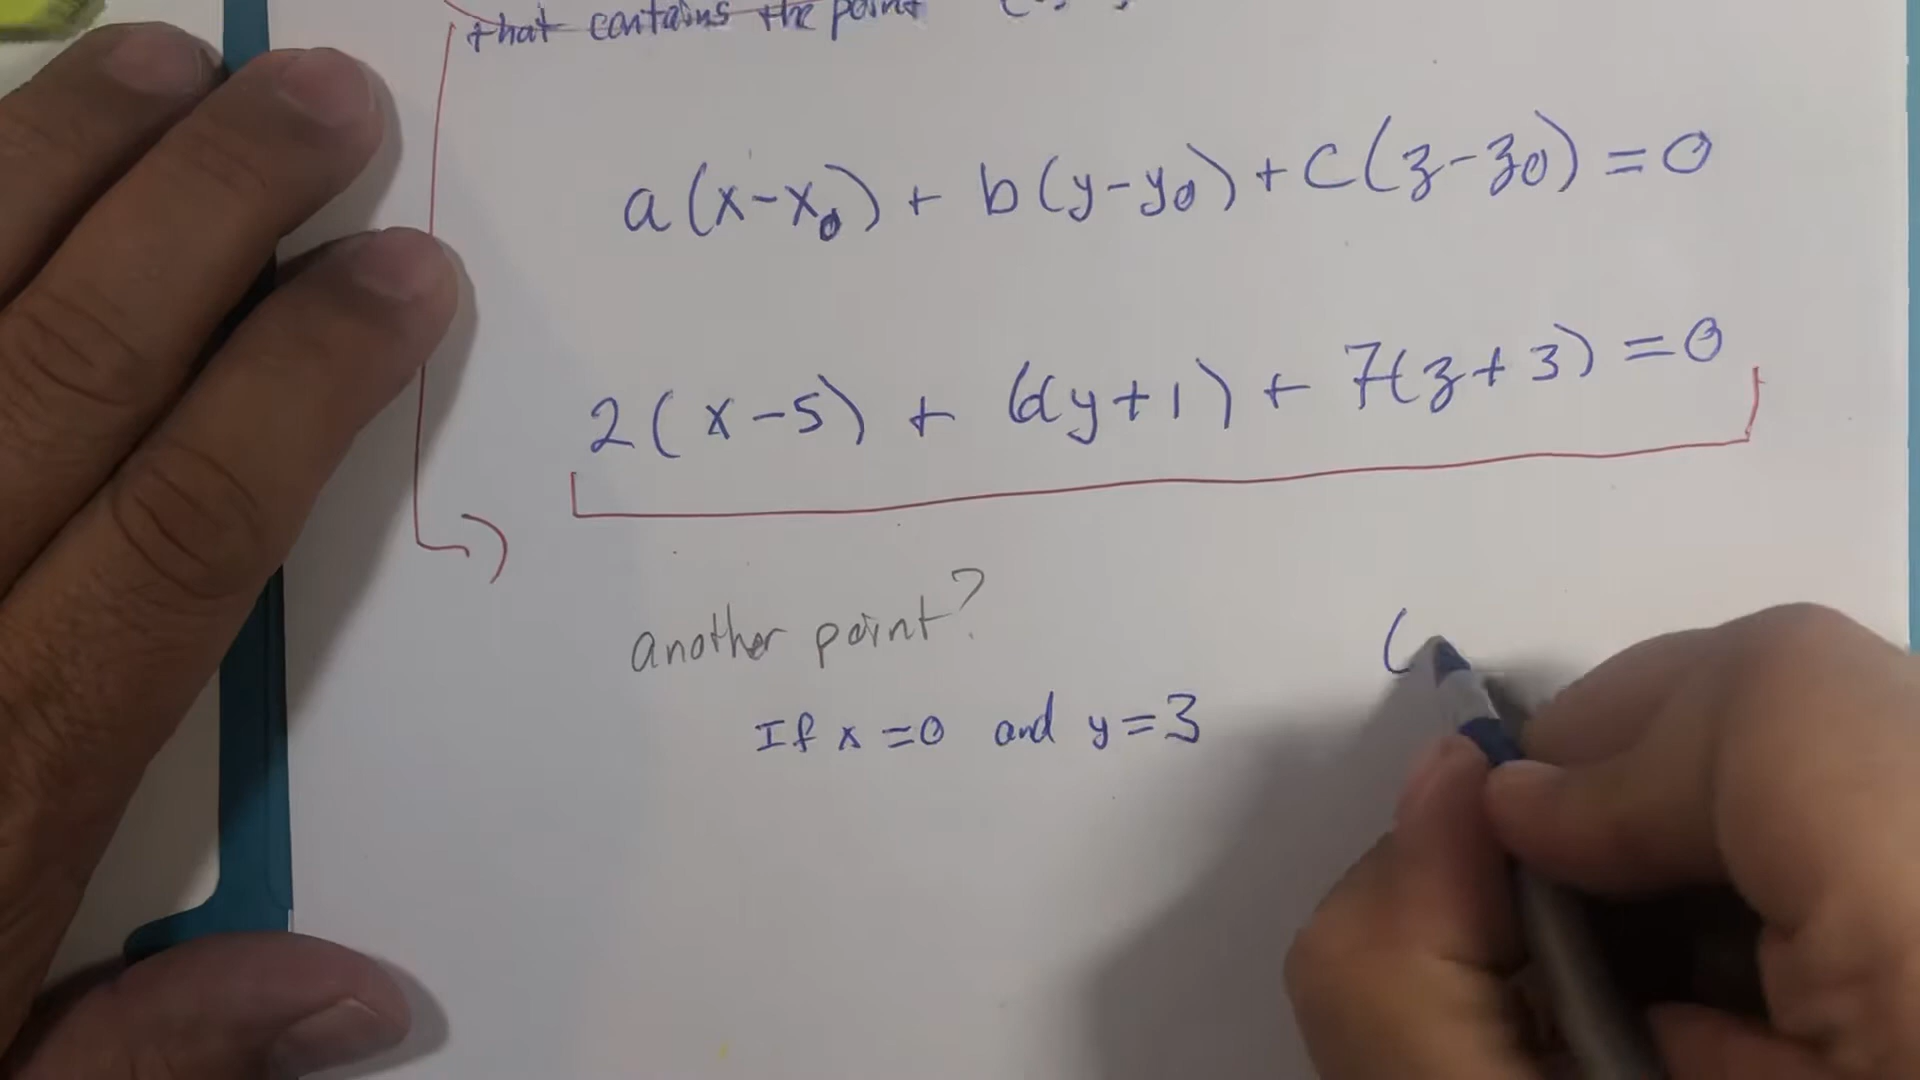 that contains the point
a(x-x₀) + b(y-y₀) + c(z-z₀) = 0
2(x-5) + 6(y+1) + 7(z+3) = 0
another point?
(
If x = 0 and y = 3